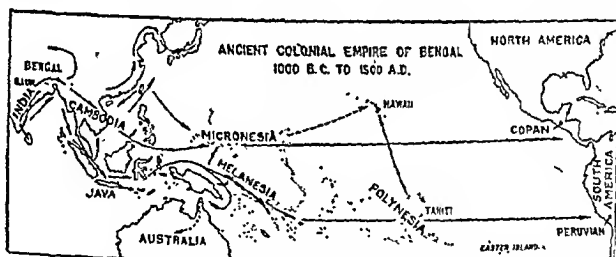 ANCIENT COLONIAL EMPIRE OF BENGAL
1000 B.C. TO 1500 A.D.
NORTH AMERICA
BENGAL
INDIA
CAMBODIA
HAWAII
MICRONESIA
COPAN
MELANESIA
SOUTH AMERICA
JAVA
POLYNESIA
TAHITI
PERUVIAN
AUSTRALIA
EASTER ISLAND